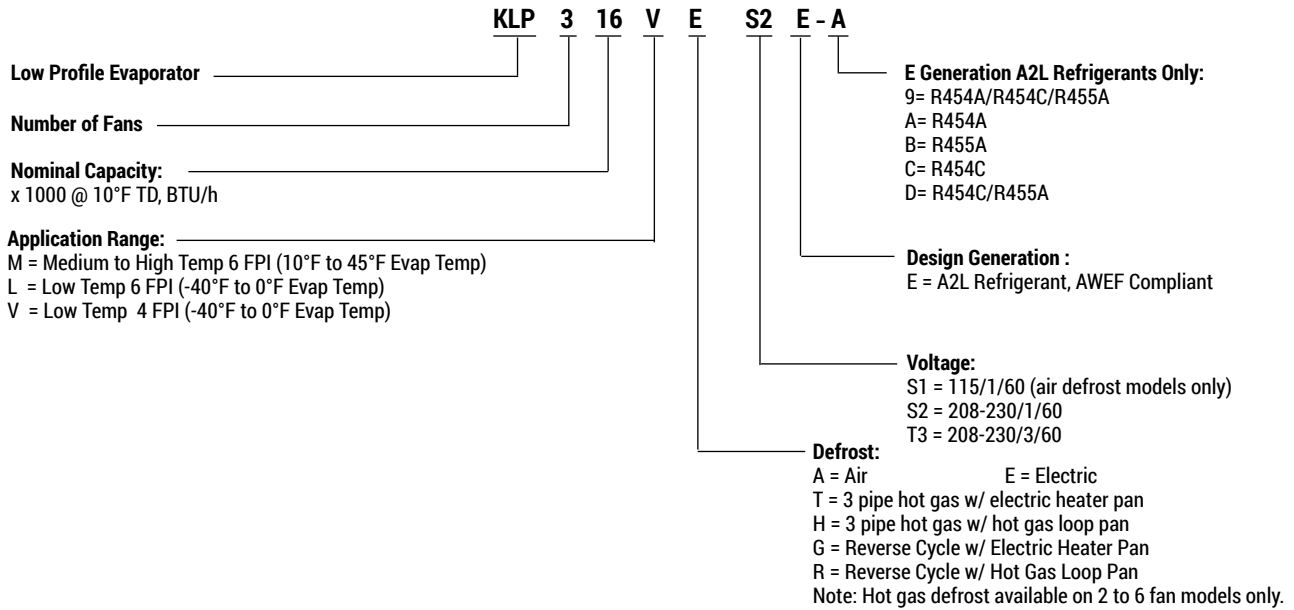 KLP 3 16 V E S2 E - A
Low Profile Evaporator
Number of Fans
Nominal Capacity:
x 1000 @ 10°F TD, BTU/h
Application Range:
M = Medium to High Temp 6 FPI (10°F to 45°F Evap Temp)
L = Low Temp 6 FPI (-40°F to 0°F Evap Temp)
V = Low Temp 4 FPI (-40°F to 0°F Evap Temp)
E Generation A2L Refrigerants Only:
9= R454A/R454C/R455A
A= R454A
B= R455A
C= R454C
D= R454C/R455A
Design Generation :
E = A2L Refrigerant, AWEF Compliant
Voltage:
S1 = 115/1/60 (air defrost models only)
S2 = 208-230/1/60
T3 = 208-230/3/60
Defrost:
A = Air E = Electric
T = 3 pipe hot gas w/ electric heater pan
H = 3 pipe hot gas w/ hot gas loop pan
G = Reverse Cycle w/ Electric Heater Pan
R = Reverse Cycle w/ Hot Gas Loop Pan
Note: Hot gas defrost available on 2 to 6 fan models only.